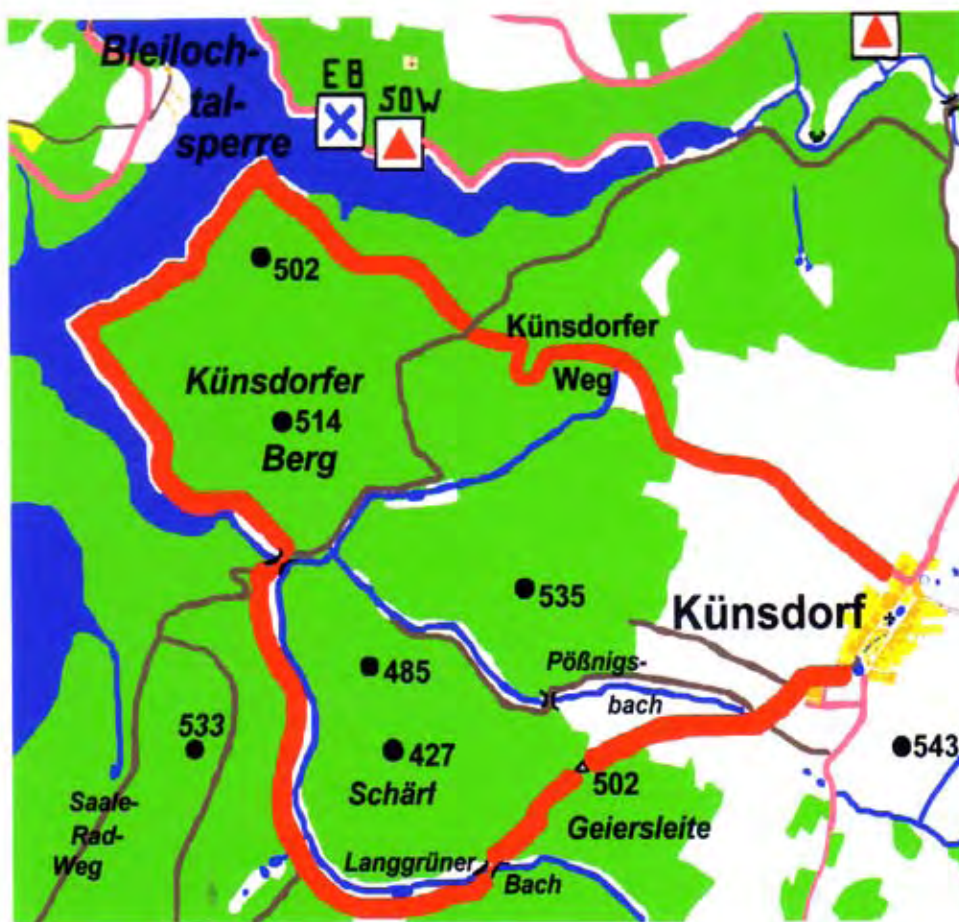 Bleiloch-
tal-
sperre
EB
SOW
502
Künsdorfer
Weg
Künsdorfer
514
Berg
535
Künsdorf
485
Pößnigs-
bach
533
427
543
Schärf
502
Saale-
Rad-
Weg
Geiersleite
Langgrüner
Bach